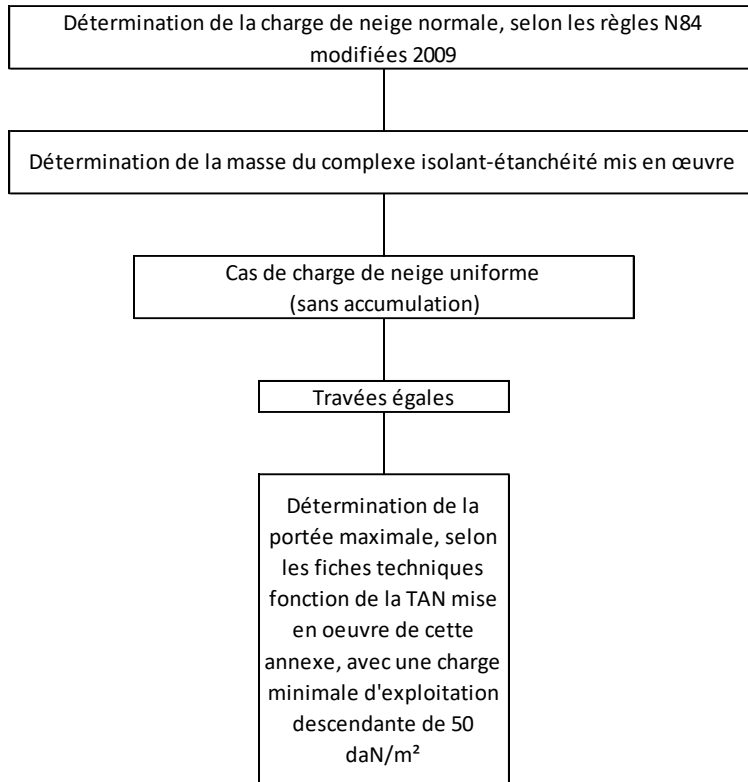 Détermination de la charge de neige normale, selon les règles N84
modifiées 2009
Détermination de la masse du complexe isolant-étanchéité mis en œuvre
Cas de charge de neige uniforme
(sans accumulation)
Travées égales
Détermination de la
portée maximale, selon
les fiches techniques
fonction de la TAN mise
en oeuvre de cette
annexe, avec une charge
minimale d'exploitation
descendante de 50
daN/m²